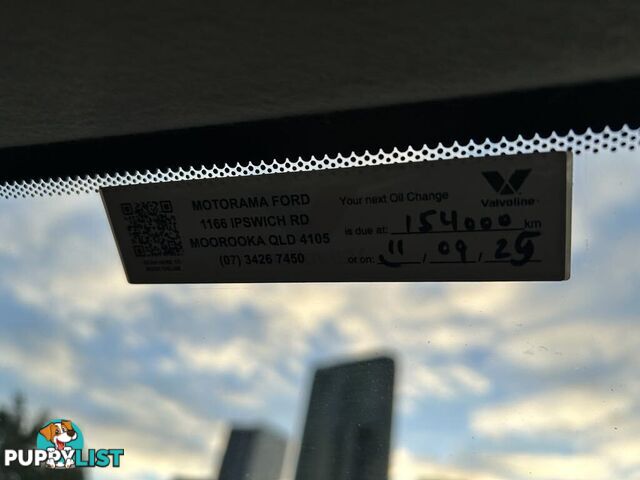 MOTORAMA FORD
1166 IPSWICH RD
MOOROOKA QLD 4105
(07) 3426 7450
Your next Oil Change
is due at: 154000 km
or on: 11 / 09 / 25
Valvoline
PUPPYLIST